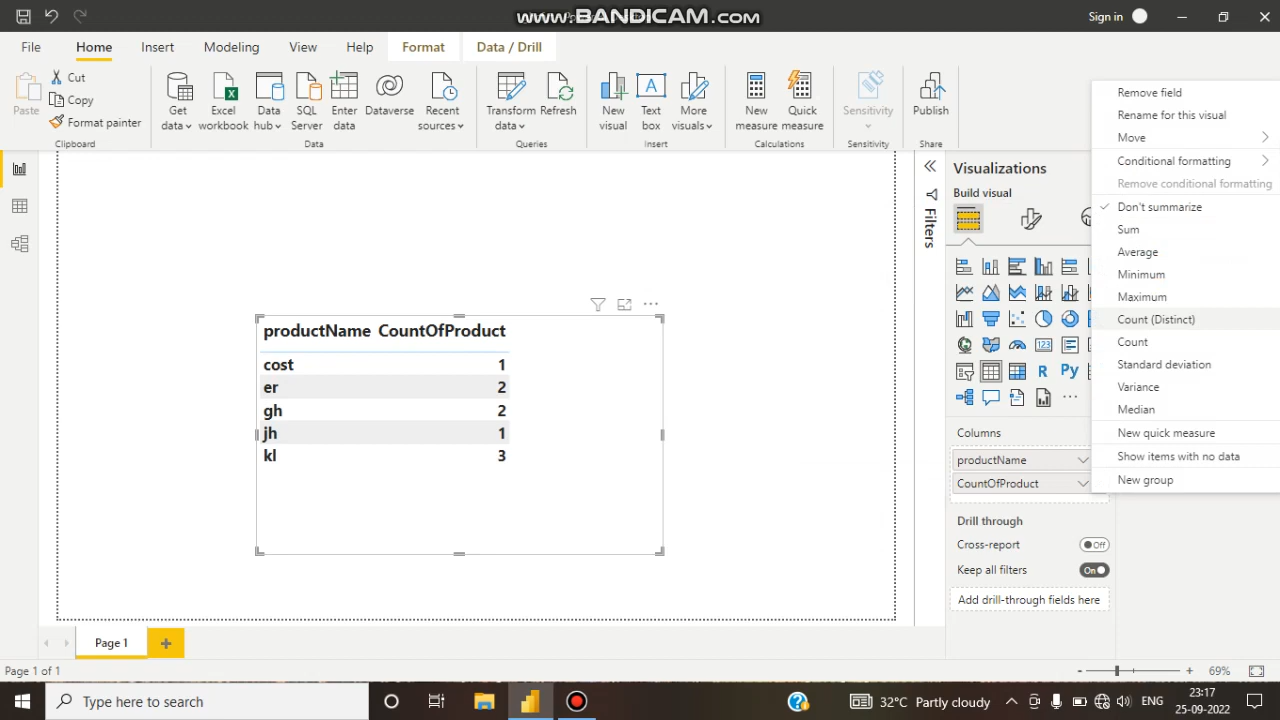 www.BANDICAM.com
Sign in
File
Home
Insert
Modeling
View
Help
Format
Data / Drill
Paste
Cut
Copy
Format painter
Clipboard
Get data
Excel workbook
Data hub
SQL Server
Enter data
Dataverse
Recent sources
Data
Transform data
Refresh
Queries
New visual
Text box
More visuals
Insert
New measure
Quick measure
Calculations
Sensitivity
Sensitivity
Publish
Share
Filters
Visualizations
Build visual
123
R
Py
Columns
productName
CountOfProduct
Drill through
Cross-report
Off
Keep all filters
On
Add drill-through fields here
Remove field
Rename for this visual
Move
Conditional formatting
Remove conditional formatting
Don't summarize
Sum
Average
Minimum
Maximum
Count (Distinct)
Count
Standard deviation
Variance
Median
New quick measure
Show items with no data
New group
productName CountOfProduct
cost 1
er 2
gh 2
jh 1
kl 3
Page 1
Page 1 of 1
- + 69%
Type here to search
32°C Partly cloudy
ENG
23:17
25-09-2022